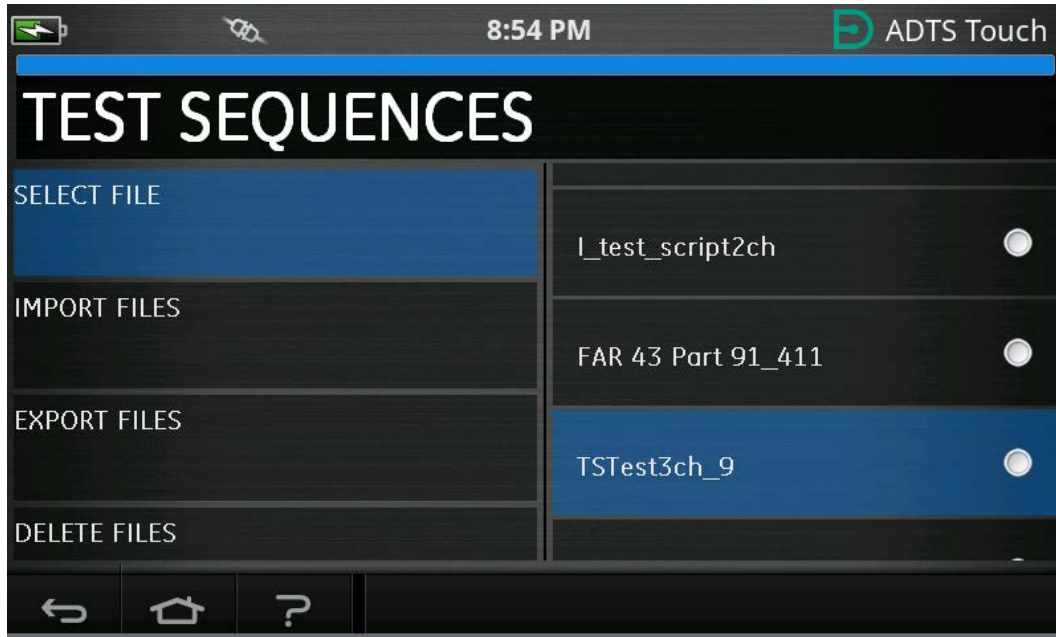 8:54 PM
ADTS Touch
TEST SEQUENCES
SELECT FILE
IMPORT FILES
EXPORT FILES
DELETE FILES
I_test_script2ch
FAR 43 Part 91_411
TSTest3ch_9
?